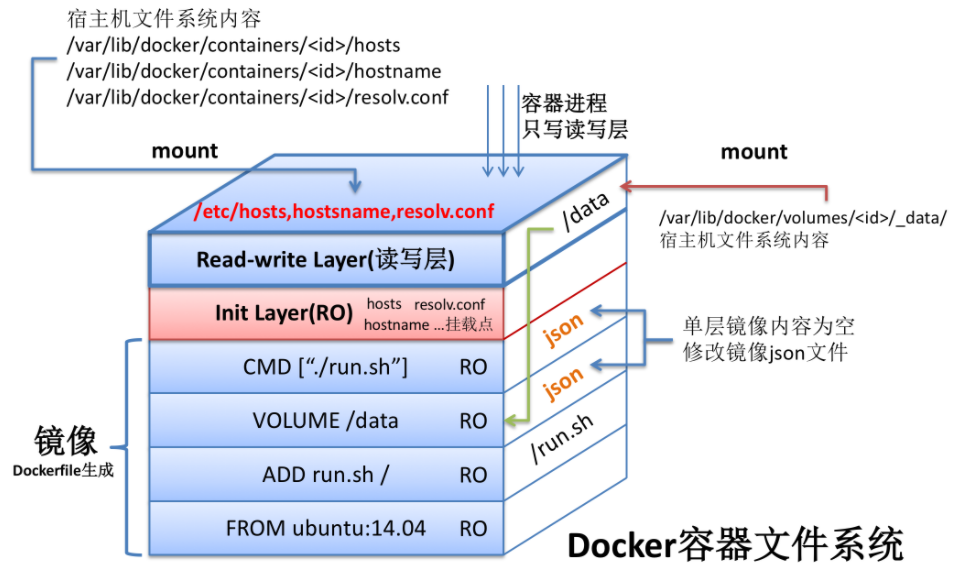 宿主机文件系统内容
/var/lib/docker/containers/<id>/hosts
/var/lib/docker/containers/<id>/hostname
/var/lib/docker/containers/<id>/resolv.conf
容器进程
只写读写层
mount
mount
/etc/hosts,hostsname,resolv.conf
/data
/var/lib/docker/volumes/<id>/_data/
宿主机文件系统内容
Read-write Layer(读写层)
Init Layer(RO)
hosts resolv.conf
hostname ...挂载点
json
单层镜像内容为空
修改镜像json文件
CMD [“./run.sh”] RO
json
VOLUME /data RO
/run.sh
镜像
Dockerfile生成
ADD run.sh / RO
FROM ubuntu:14.04 RO
Docker容器文件系统